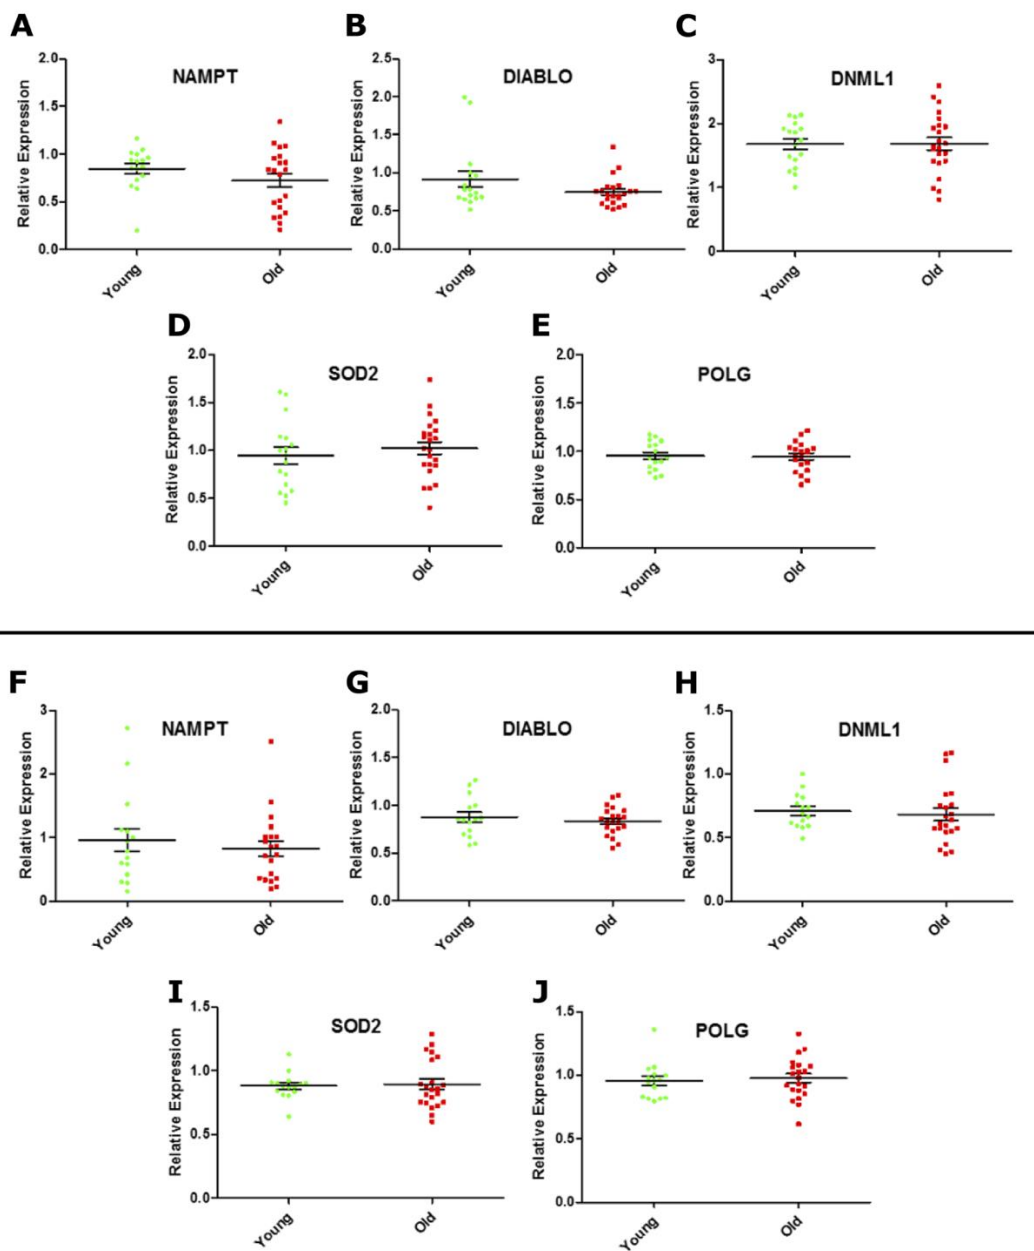 A
NAMPT
Relative Expression
2.0
1.5
1.0
0.5
0.0
Young
Old
B
DIABLO
Relative Expression
2.5
2.0
1.5
1.0
0.5
0.0
Young
Old
C
DNML1
Relative Expression
3
2
1
0
Young
Old
D
SOD2
Relative Expression
2.0
1.5
1.0
0.5
0.0
Young
Old
E
POLG
Relative Expression
2.0
1.5
1.0
0.5
0.0
Young
Old
F
NAMPT
Relative Expression
3
2
1
0
Young
Old
G
DIABLO
Relative Expression
2.0
1.5
1.0
0.5
0.0
Young
Old
H
DNML1
Relative Expression
1.5
1.0
0.5
0.0
Young
Old
I
SOD2
Relative Expression
1.5
1.0
0.5
0.0
Young
Old
J
POLG
Relative Expression
1.5
1.0
0.5
0.0
Young
Old